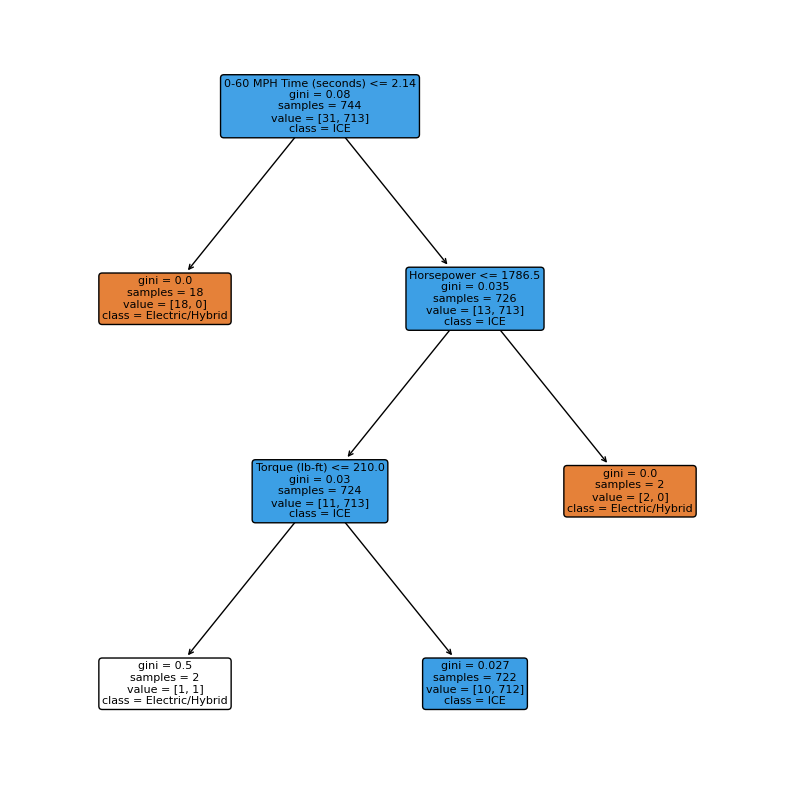 0-60 MPH Time (seconds) <= 2.14
gini = 0.08
samples = 744
value = [31, 713]
class = ICE
gini = 0.0
samples = 18
value = [18, 0]
class = Electric/Hybrid
Horsepower <= 1786.5
gini = 0.035
samples = 726
value = [13, 713]
class = ICE
Torque (lb-ft) <= 210.0
gini = 0.03
samples = 724
value = [11, 713]
class = ICE
gini = 0.0
samples = 2
value = [2, 0]
class = Electric/Hybrid
gini = 0.5
samples = 2
value = [1, 1]
class = Electric/Hybrid
gini = 0.027
samples = 722
value = [10, 712]
class = ICE